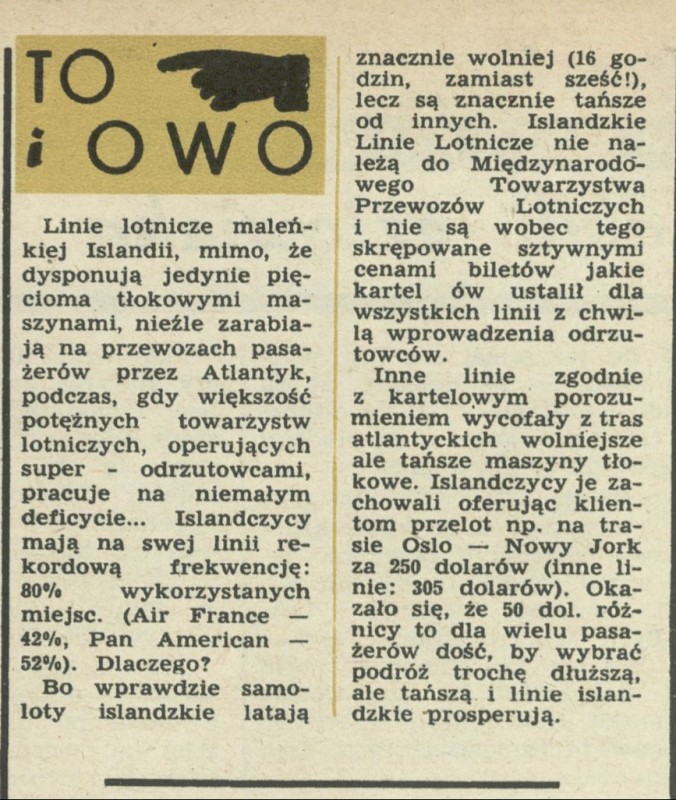 TO
i OWO
Linie lotnicze maleń-
kiej Islandii, mimo, że
dysponują jedynie pię-
cioma tłokowymi ma-
szynami, nieźle zarabia-
ją na przewozach pasa-
żerów przez Atlantyk,
podczas, gdy większość
potężnych towarzystw
lotniczych, operujących
super - odrzutowcami,
pracuje na niemałym
deficycie... Islandczycy
mają na swej linii re-
kordową frekwencję:
80% wykorzystanych
miejsc. (Air France —
42%, Pan American —
52%). Dlaczego?
Bo wprawdzie samo-
loty islandzkie latają
znacznie wolniej (16 go-
dzin, zamiast sześć!),
lecz są znacznie tańsze
od innych. Islandzkie
Linie Lotnicze nie na-
leżą do Międzynarodo-
wego Towarzystwa
Przewozów Lotniczych
i nie są wobec tego
skrępowane sztywnymi
cenami biletów jakie
kartel ów ustalił dla
wszystkich linii z chwi-
lą wprowadzenia odrzu-
towców.
Inne linie zgodnie
z kartelowym porozu-
mieniem wycofały z tras
atlantyckich wolniejsze
ale tańsze maszyny tło-
kowe. Islandczycy je za-
chowali oferując klien-
tom przelot np. na tra-
sie Oslo — Nowy Jork
za 250 dolarów (inne li-
nie: 305 dolarów). Oka-
zało się, że 50 dol. róż-
nicy to dla wielu pasa-
żerów dość, by wybrać
podróż trochę dłuższą,
ale tańszą i linie islan-
dzkie prosperują.